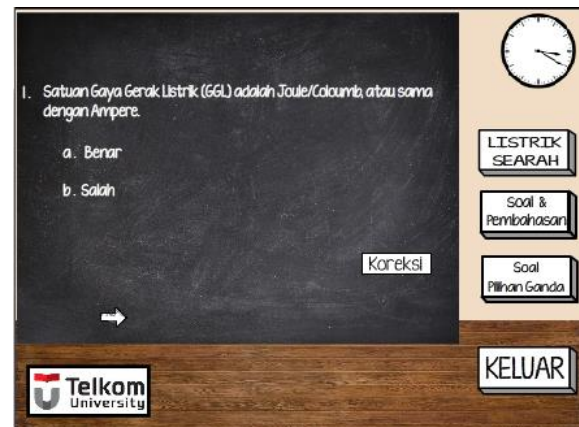 1. Satuan Gaya Gerak Listrik (GGL) adalah Joule/Coloumb, atau sama
dengan Ampere.
a. Benar
b. Salah
Koreksi
LISTRIK
SEARAH
Soal &
Pembahasan
Soal
Pilihan Ganda
KELUAR
Telkom
University